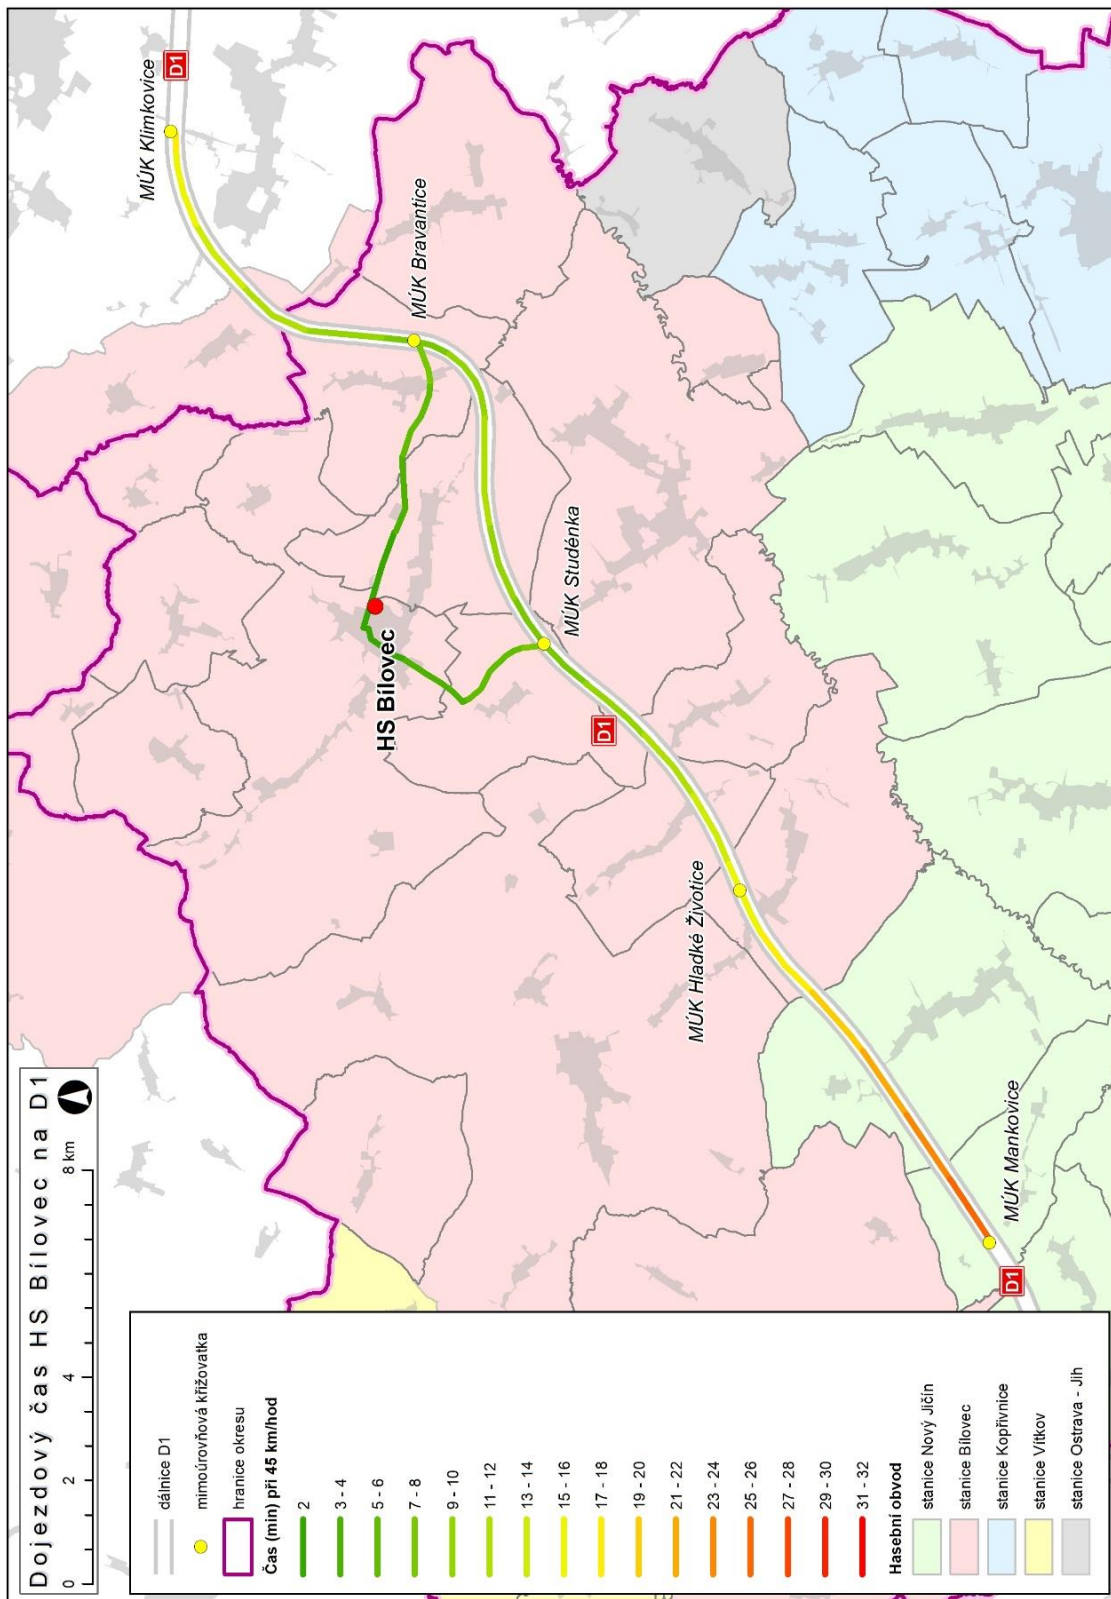 Dojezdový čas HS Bílovec na D1
0 2 4 8 km
dálnice D1
mimoúrovňová křižovatka
hranice okresu
Čas (min) při 45 km/hod
2
3 - 4
5 - 6
7 - 8
9 - 10
11 - 12
13 - 14
15 - 16
17 - 18
19 - 20
21 - 22
23 - 24
25 - 26
27 - 28
29 - 30
31 - 32
Hasební obvod
stanice Nový Jičín
stanice Bílovec
stanice Kopřivnice
stanice Vítkov
stanice Ostrava - Jih
D1
MÚK Mankovice
MÚK Hladké Životice
D1
HS Bílovec
MÚK Studénka
MÚK Bravantice
MÚK Klimkovice
D1